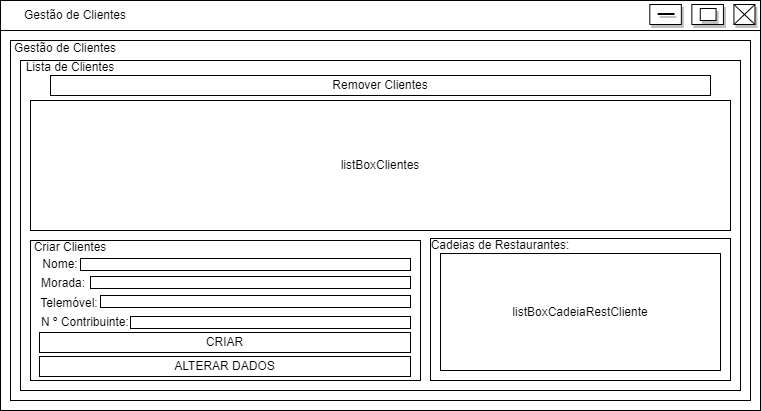 Gestão de Clientes
Gestão de Clientes
Lista de Clientes
Remover Clientes
listBoxClientes
Criar Clientes
Nome:
Morada:
Telemóvel:
N º Contribuinte:
CRIAR
ALTERAR DADOS
Cadeias de Restaurantes:
listBoxCadeiaRestCliente